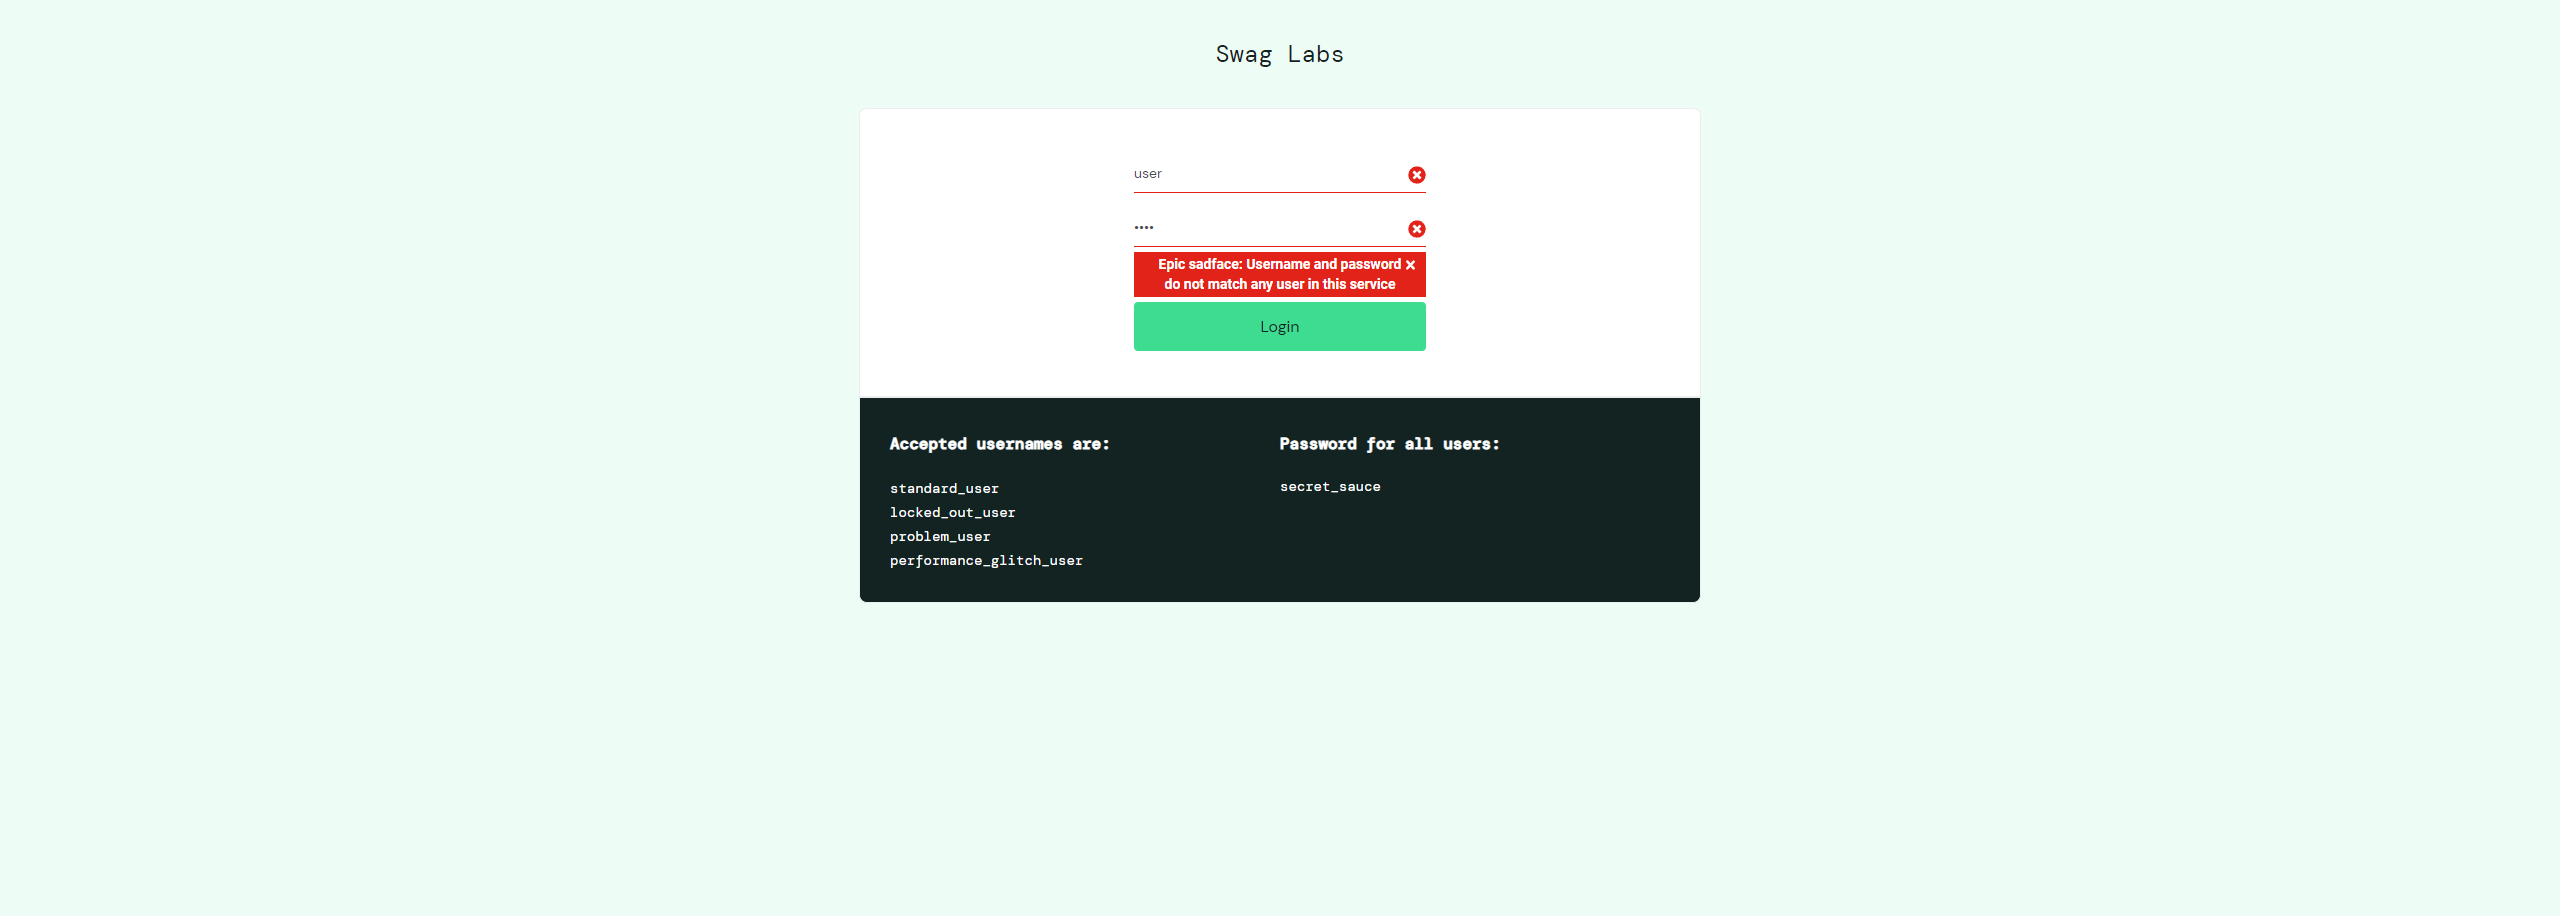 Swag Labs
user
••••
Epic sadface: Username and password
do not match any user in this service
Login
Accepted usernames are:
standard_user
locked_out_user
problem_user
performance_glitch_user
Password for all users:
secret_sauce